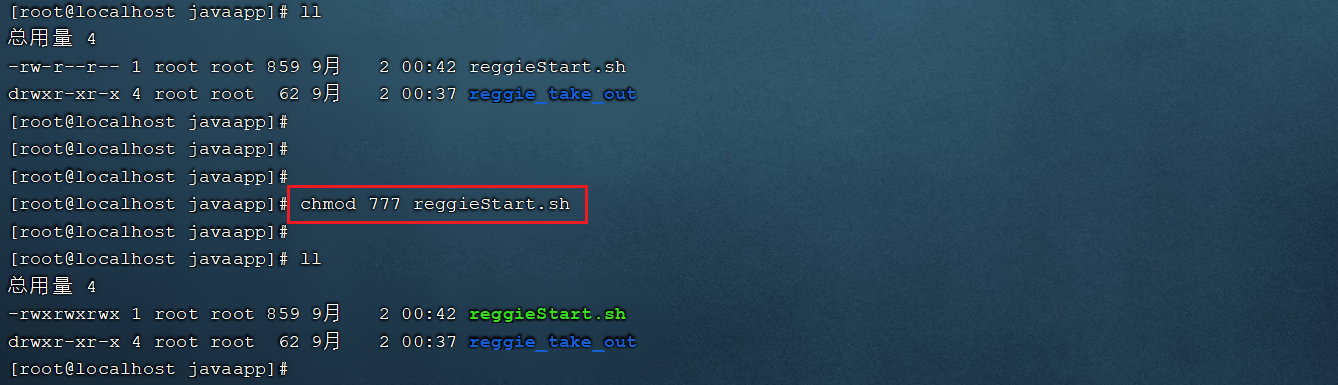 [root@localhost javaapp]# ll
总用量 4
-rw-r--r-- 1 root root 859 9月   2 00:42 reggieStart.sh
drwxr-xr-x 4 root root  62 9月   2 00:37 reggie_take_out
[root@localhost javaapp]#
[root@localhost javaapp]#
[root@localhost javaapp]#
[root@localhost javaapp]# chmod 777 reggieStart.sh
[root@localhost javaapp]#
[root@localhost javaapp]# ll
总用量 4
-rwxrwxrwx 1 root root 859 9月   2 00:42 reggieStart.sh
drwxr-xr-x 4 root root  62 9月   2 00:37 reggie_take_out
[root@localhost javaapp]#